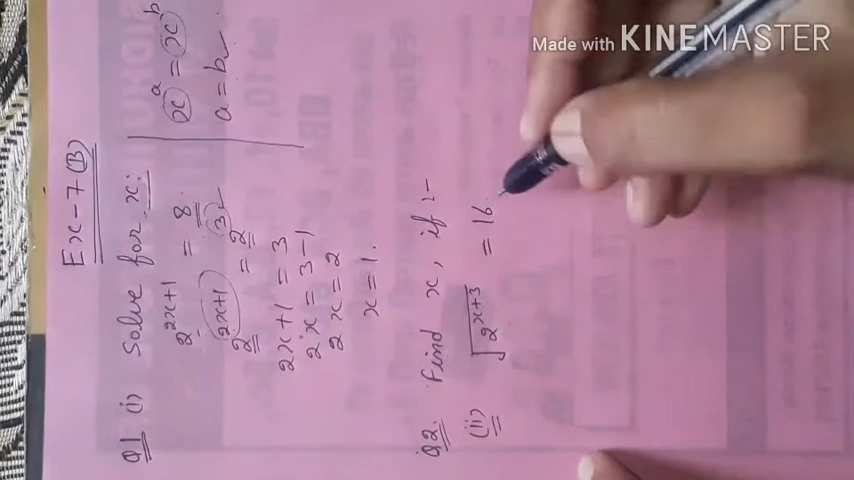 Ex-7(B)
Q1 (i) Solve for x:
2^{2x+1} = 8
2^{2x+1} = 2^{3}
2x+1 = 3
2x = 3-1
2x = 2
x = 1.
x^{a} = x^{b}
a = b
Q2. Find x, if :-
(ii) √2^{x+3} = 16.
Made with KINEMASTER